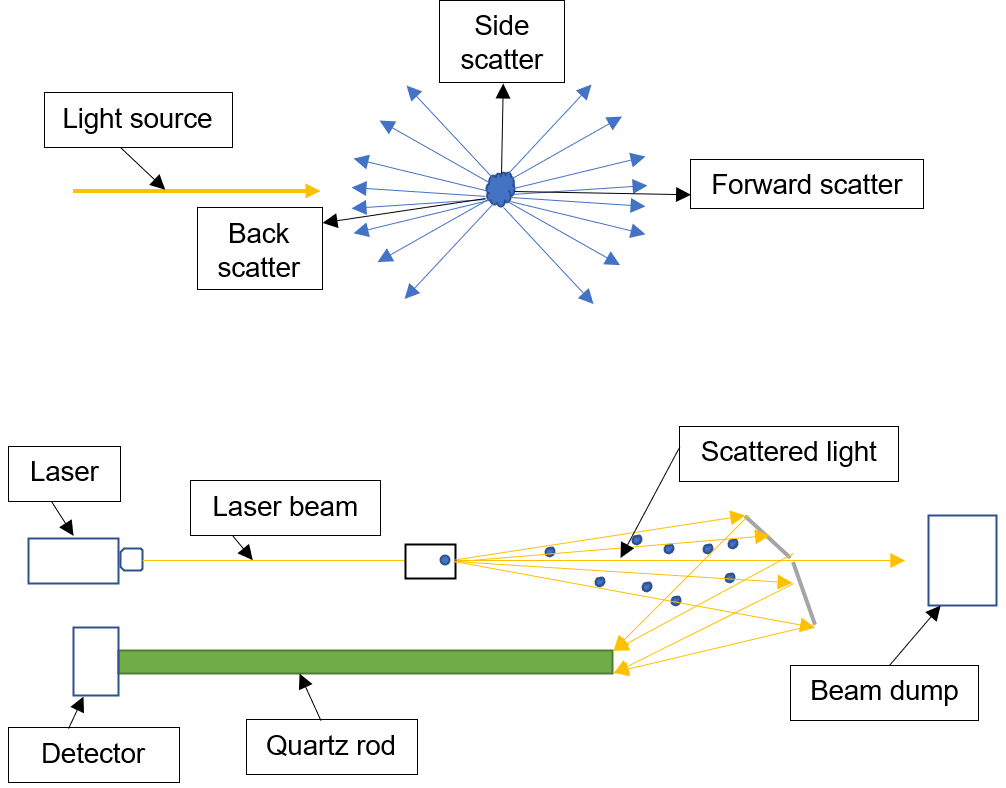 Side
scatter
Light source
Forward scatter
Back
scatter
Scattered light
Laser
Laser beam
Beam dump
Quartz rod
Detector